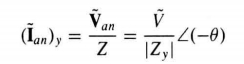 (Ĩ_an)_y = Ṽ_an / Z = Ṽ / |Z_y| ∠(−θ)